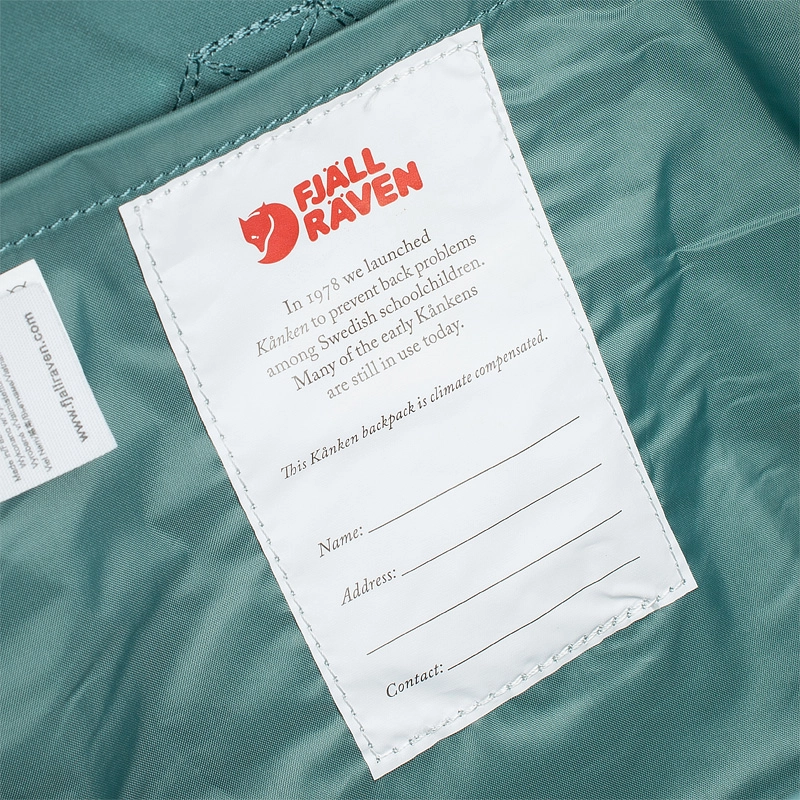 FJÄLL
RÄVEN
In 1978 we launched
Kånken to prevent back problems
among Swedish schoolchildren.
Many of the early Kånkens
are still in use today.
This Kånken backpack is climate compensated.
Name:
Address:
Contact:
www.fjallraven.com